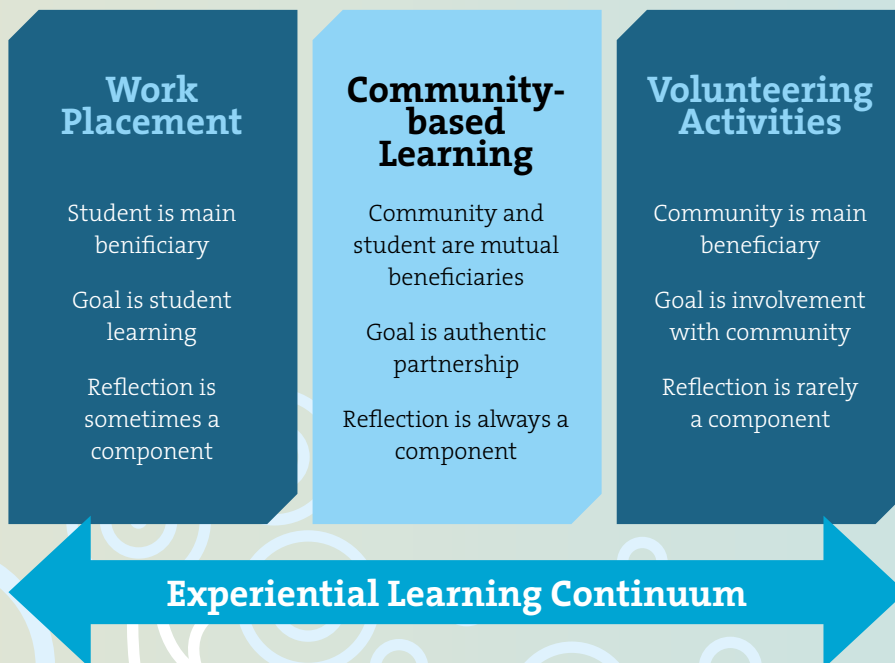 Work
Placement
Student is main
benificiary
Goal is student
learning
Reflection is
sometimes a
component
Community-
based
Learning
Community and
student are mutual
beneficiaries
Goal is authentic
partnership
Reflection is always a
component
Volunteering
Activities
Community is main
beneficiary
Goal is involvement
with community
Reflection is rarely
a component
Experiential Learning Continuum